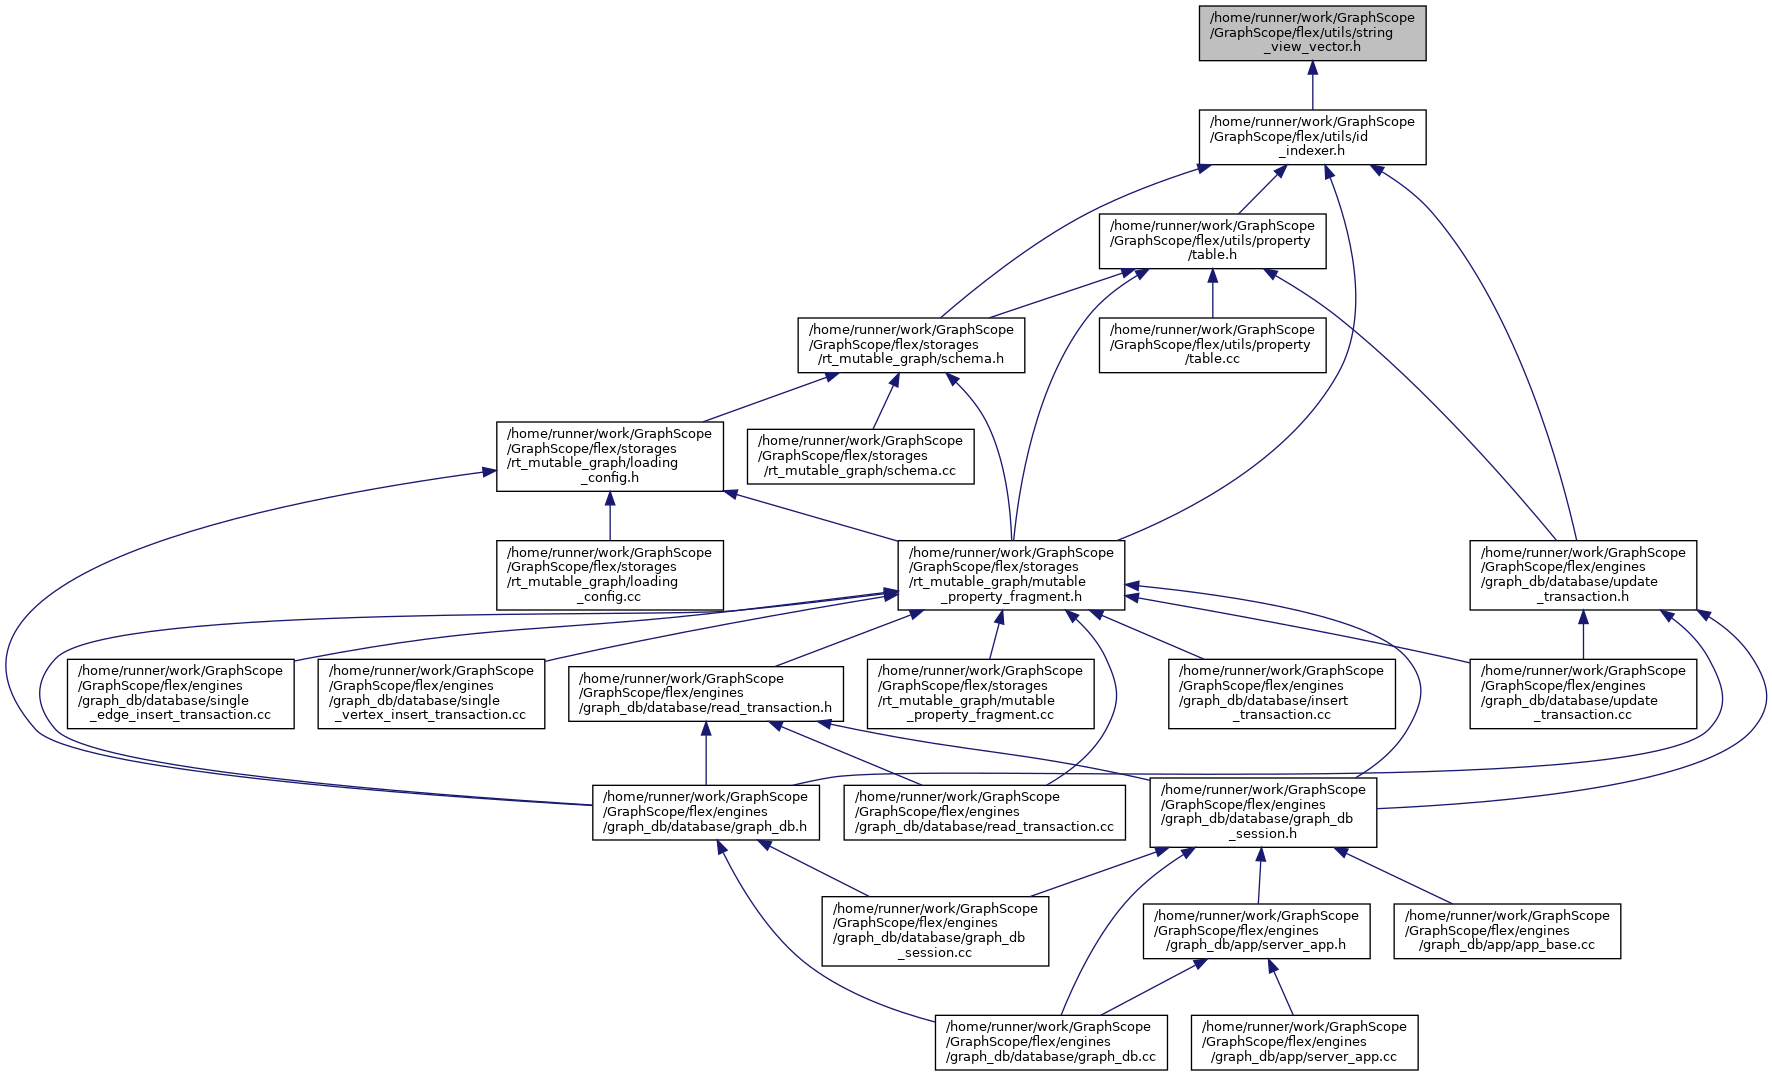 /home/runner/work/GraphScope
/GraphScope/flex/utils/string
_view_vector.h
/home/runner/work/GraphScope
/GraphScope/flex/utils/id
_indexer.h
/home/runner/work/GraphScope
/GraphScope/flex/utils/property
/table.h
/home/runner/work/GraphScope
/GraphScope/flex/storages
/rt_mutable_graph/schema.h
/home/runner/work/GraphScope
/GraphScope/flex/utils/property
/table.cc
/home/runner/work/GraphScope
/GraphScope/flex/storages
/rt_mutable_graph/loading
_config.h
/home/runner/work/GraphScope
/GraphScope/flex/storages
/rt_mutable_graph/schema.cc
/home/runner/work/GraphScope
/GraphScope/flex/storages
/rt_mutable_graph/loading
_config.cc
/home/runner/work/GraphScope
/GraphScope/flex/storages
/rt_mutable_graph/mutable
_property_fragment.h
/home/runner/work/GraphScope
/GraphScope/flex/engines
/graph_db/database/update
_transaction.h
/home/runner/work/GraphScope
/GraphScope/flex/engines
/graph_db/database/single
_edge_insert_transaction.cc
/home/runner/work/GraphScope
/GraphScope/flex/engines
/graph_db/database/single
_vertex_insert_transaction.cc
/home/runner/work/GraphScope
/GraphScope/flex/engines
/graph_db/database/read_transaction.h
/home/runner/work/GraphScope
/GraphScope/flex/storages
/rt_mutable_graph/mutable
_property_fragment.cc
/home/runner/work/GraphScope
/GraphScope/flex/engines
/graph_db/database/insert
_transaction.cc
/home/runner/work/GraphScope
/GraphScope/flex/engines
/graph_db/database/update
_transaction.cc
/home/runner/work/GraphScope
/GraphScope/flex/engines
/graph_db/database/graph_db.h
/home/runner/work/GraphScope
/GraphScope/flex/engines
/graph_db/database/read_transaction.cc
/home/runner/work/GraphScope
/GraphScope/flex/engines
/graph_db/database/graph_db
_session.h
/home/runner/work/GraphScope
/GraphScope/flex/engines
/graph_db/database/graph_db
_session.cc
/home/runner/work/GraphScope
/GraphScope/flex/engines
/graph_db/app/server_app.h
/home/runner/work/GraphScope
/GraphScope/flex/engines
/graph_db/app/app_base.cc
/home/runner/work/GraphScope
/GraphScope/flex/engines
/graph_db/database/graph_db.cc
/home/runner/work/GraphScope
/GraphScope/flex/engines
/graph_db/app/server_app.cc